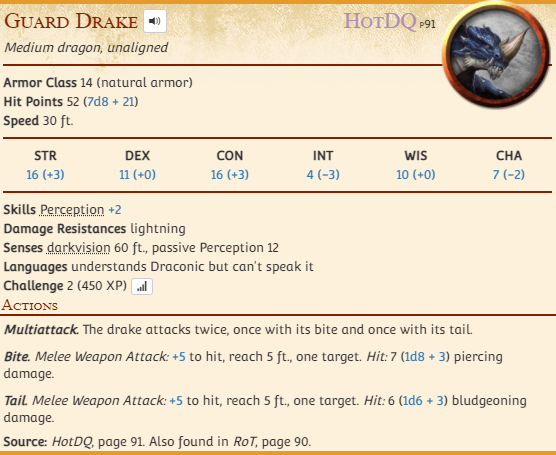 Guard Drake HotDQ p91
Medium dragon, unaligned
Armor Class 14 (natural armor)
Hit Points 52 (7d8 + 21)
Speed 30 ft.
STR DEX CON INT WIS CHA
16 (+3) 11 (+0) 16 (+3) 4 (−3) 10 (+0) 7 (−2)
Skills Perception +2
Damage Resistances lightning
Senses darkvision 60 ft., passive Perception 12
Languages understands Draconic but can't speak it
Challenge 2 (450 XP)
Actions
Multiattack. The drake attacks twice, once with its bite and once with its tail.
Bite. Melee Weapon Attack: +5 to hit, reach 5 ft., one target. Hit: 7 (1d8 + 3) piercing
damage.
Tail. Melee Weapon Attack: +5 to hit, reach 5 ft., one target. Hit: 6 (1d6 + 3) bludgeoning
damage.
Source: HotDQ, page 91. Also found in RoT, page 90.